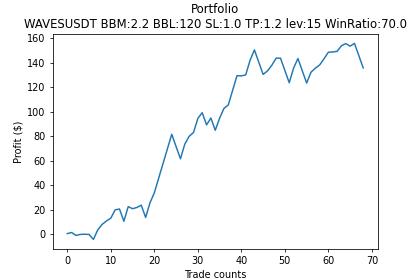 Portfolio
WAVESUSDT BBM:2.2 BBL:120 SL:1.0 TP:1.2 lev:15 WinRatio:70.0
160
140
120
100
80
60
40
20
0
Profit ($)
0 10 20 30 40 50 60 70
Trade counts